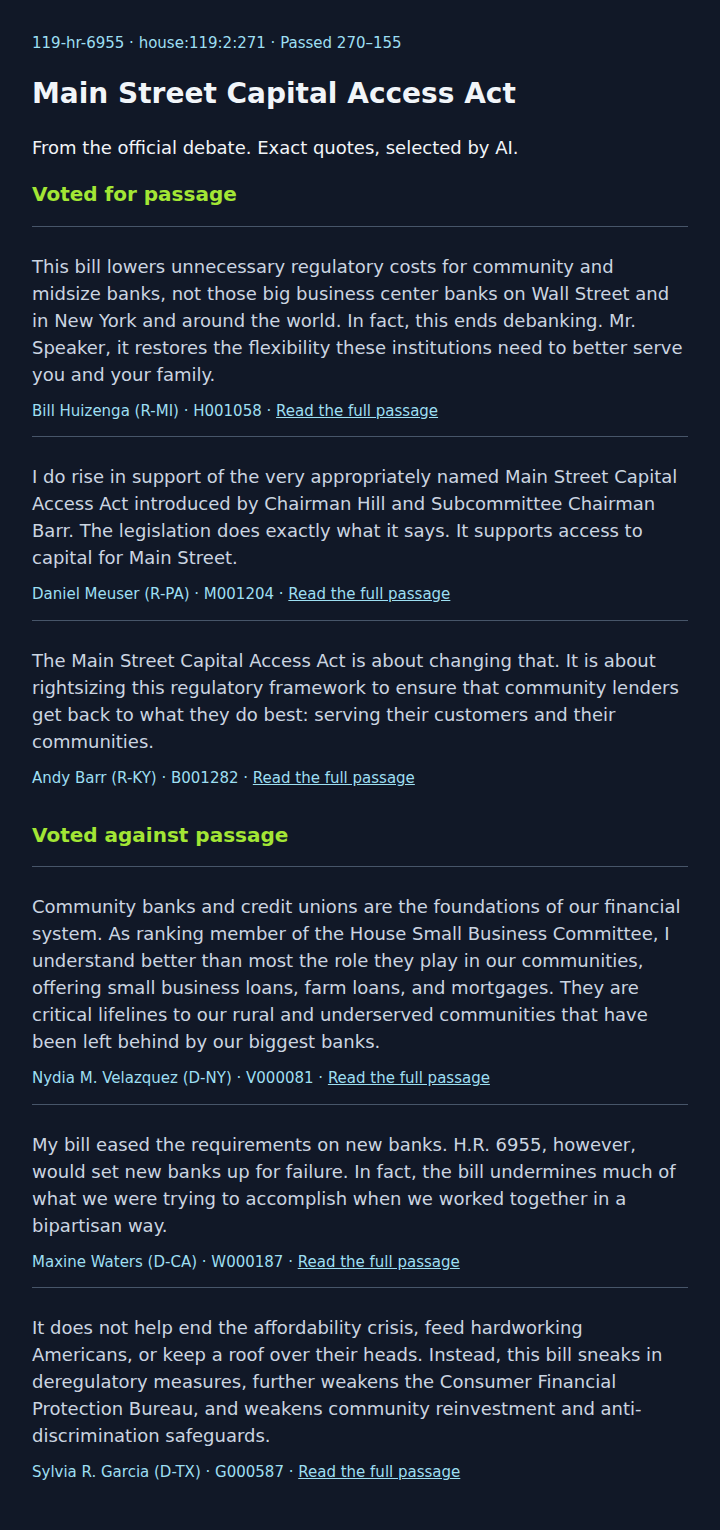 119-hr-6955 · house:119:2:271 · Passed 270–155
Main Street Capital Access Act
From the official debate. Exact quotes, selected by AI.
Voted for passage
This bill lowers unnecessary regulatory costs for community and
midsize banks, not those big business center banks on Wall Street and
in New York and around the world. In fact, this ends debanking. Mr.
Speaker, it restores the flexibility these institutions need to better serve
you and your family.
Bill Huizenga (R-MI) · H001058 · Read the full passage
I do rise in support of the very appropriately named Main Street Capital
Access Act introduced by Chairman Hill and Subcommittee Chairman
Barr. The legislation does exactly what it says. It supports access to
capital for Main Street.
Daniel Meuser (R-PA) · M001204 · Read the full passage
The Main Street Capital Access Act is about changing that. It is about
rightsizing this regulatory framework to ensure that community lenders
get back to what they do best: serving their customers and their
communities.
Andy Barr (R-KY) · B001282 · Read the full passage
Voted against passage
Community banks and credit unions are the foundations of our financial
system. As ranking member of the House Small Business Committee, I
understand better than most the role they play in our communities,
offering small business loans, farm loans, and mortgages. They are
critical lifelines to our rural and underserved communities that have
been left behind by our biggest banks.
Nydia M. Velazquez (D-NY) · V000081 · Read the full passage
My bill eased the requirements on new banks. H.R. 6955, however,
would set new banks up for failure. In fact, the bill undermines much of
what we were trying to accomplish when we worked together in a
bipartisan way.
Maxine Waters (D-CA) · W000187 · Read the full passage
It does not help end the affordability crisis, feed hardworking
Americans, or keep a roof over their heads. Instead, this bill sneaks in
deregulatory measures, further weakens the Consumer Financial
Protection Bureau, and weakens community reinvestment and anti-
discrimination safeguards.
Sylvia R. Garcia (D-TX) · G000587 · Read the full passage